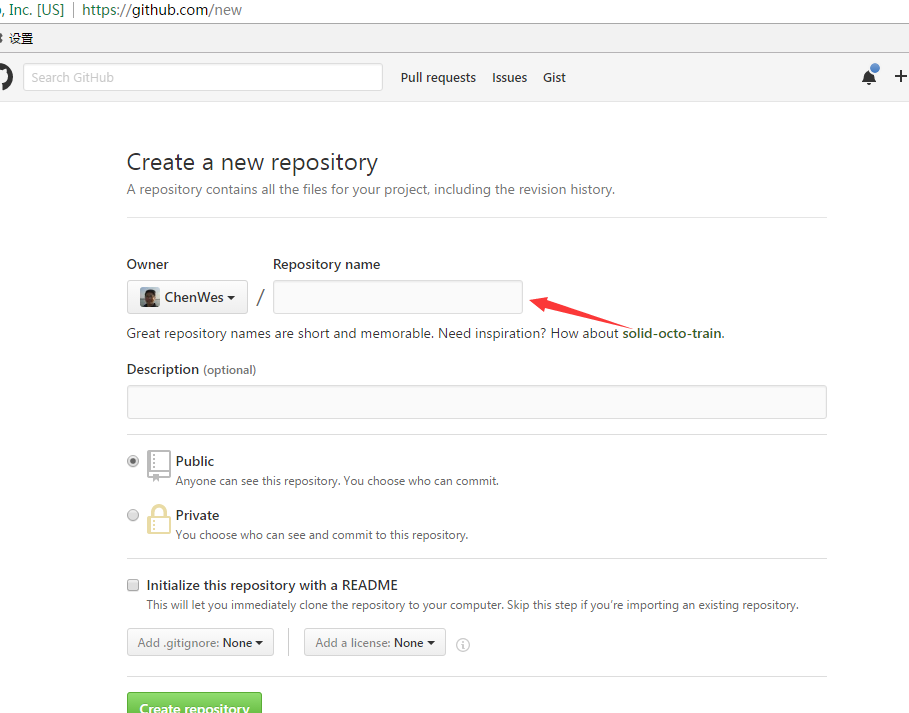 , Inc. [US] https://github.com/new
设置
Search GitHub Pull requests Issues Gist
Create a new repository
A repository contains all the files for your project, including the revision history.
Owner Repository name
ChenWes / 
Great repository names are short and memorable. Need inspiration? How about solid-octo-train.
Description (optional)
Public
Anyone can see this repository. You choose who can commit.
Private
You choose who can see and commit to this repository.
Initialize this repository with a README
This will let you immediately clone the repository to your computer. Skip this step if you're importing an existing repository.
Add .gitignore: None Add a license: None
Create repository